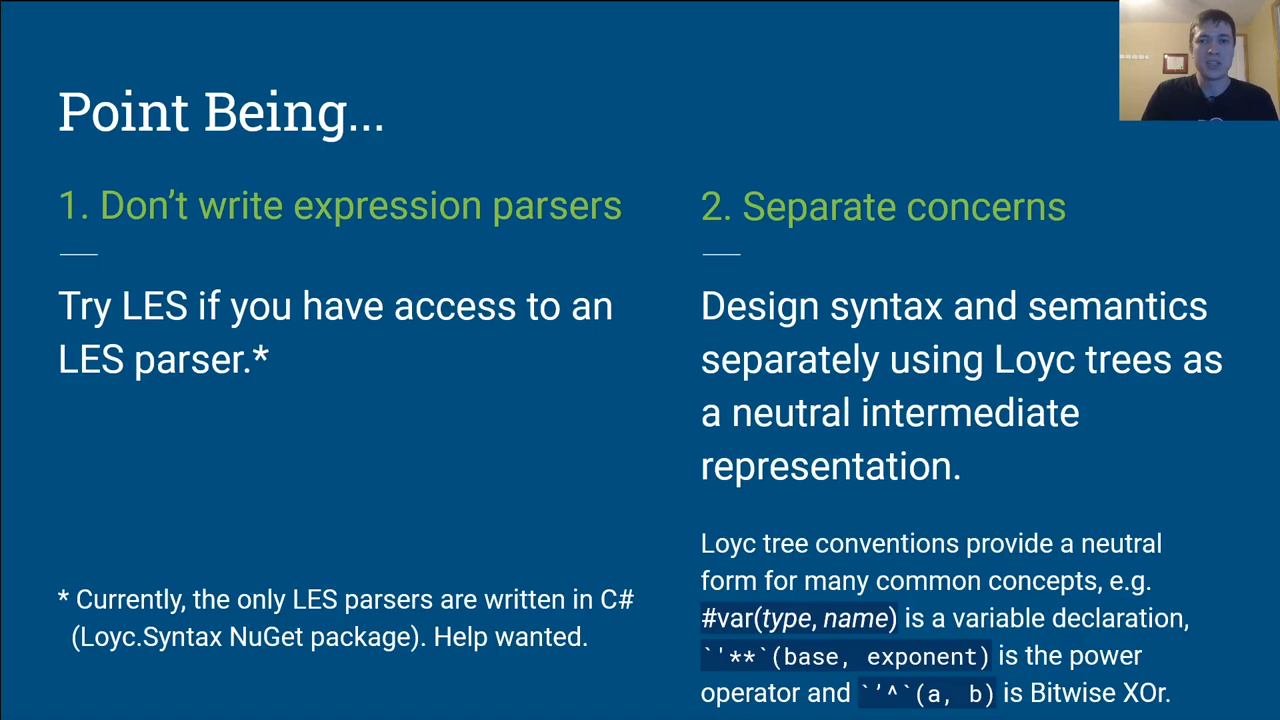 Point Being...
1. Don’t write expression parsers
Try LES if you have access to an
LES parser.*
* Currently, the only LES parsers are written in C#
(Loyc.Syntax NuGet package). Help wanted.
2. Separate concerns
Design syntax and semantics
separately using Loyc trees as
a neutral intermediate
representation.
Loyc tree conventions provide a neutral
form for many common concepts, e.g.
#var(type, name) is a variable declaration,
`'**`(base, exponent) is the power
operator and `’^`(a, b) is Bitwise XOr.